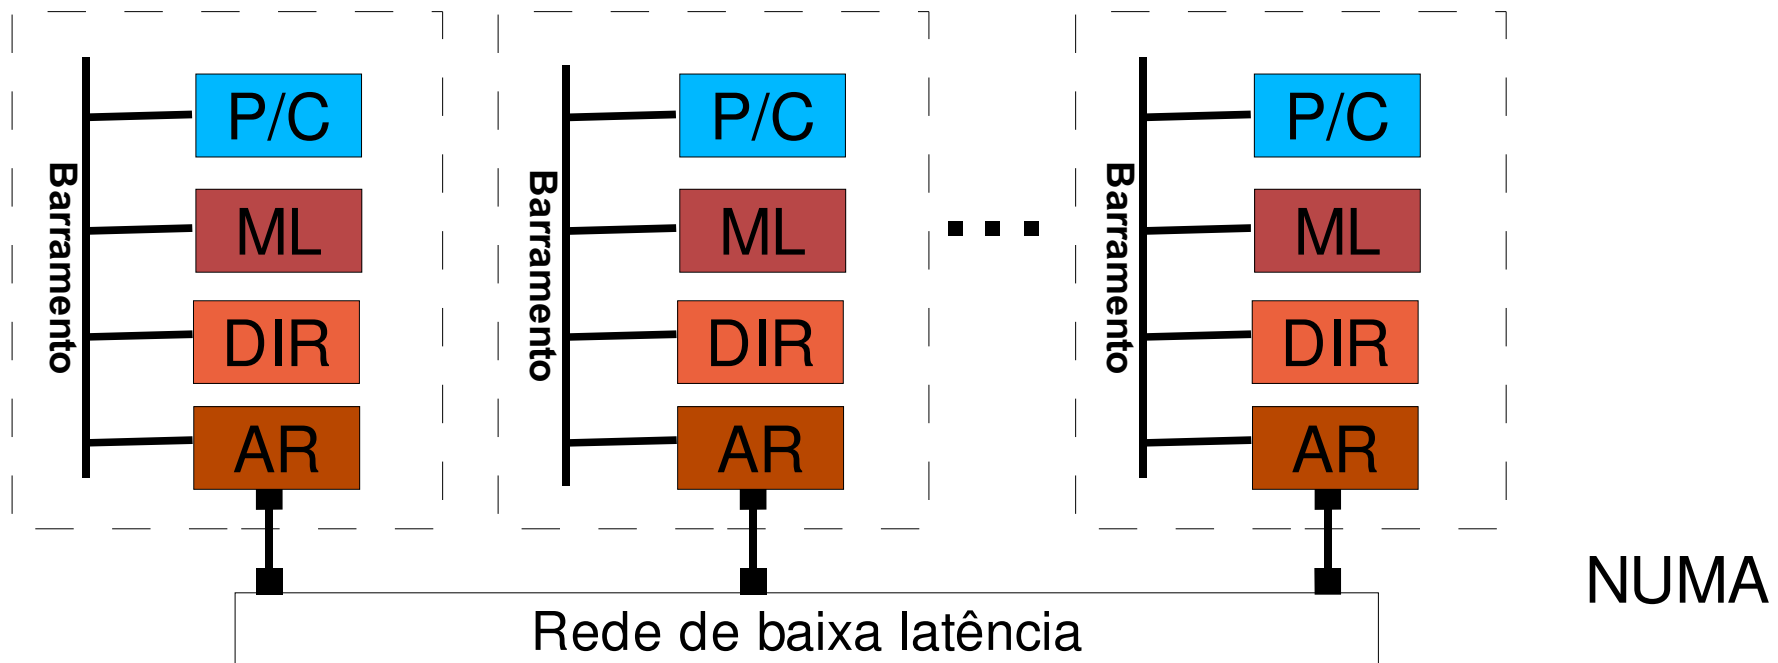 Barramento
P/C
ML
DIR
AR
Barramento
P/C
ML
DIR
AR
Barramento
P/C
ML
DIR
AR
NUMA
Rede de baixa latência